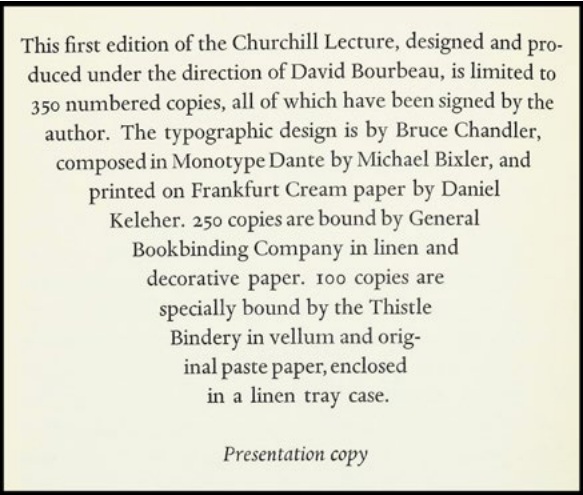 This first edition of the Churchill Lecture, designed and pro-
duced under the direction of David Bourbeau, is limited to
350 numbered copies, all of which have been signed by the
author. The typographic design is by Bruce Chandler,
composed in Monotype Dante by Michael Bixler, and
printed on Frankfurt Cream paper by Daniel
Keleher. 250 copies are bound by General
Bookbinding Company in linen and
decorative paper. 100 copies are
specially bound by the Thistle
Bindery in vellum and orig-
inal paste paper, enclosed
in a linen tray case.
Presentation copy